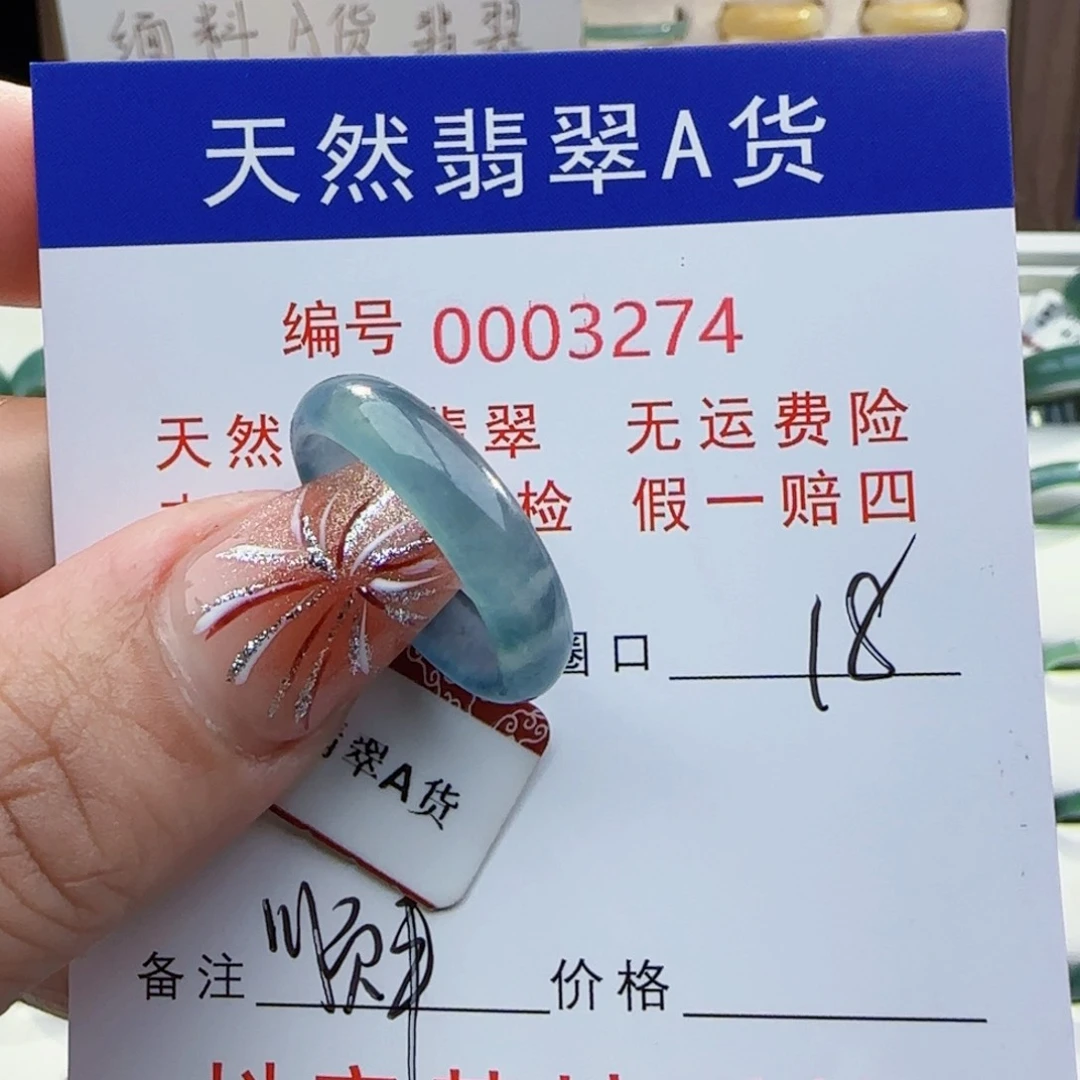 缅料A货翡翠
天然翡翠A货
编号 0003274
天然 翡翠 无运费险
检 假一赔四
圈口 18
翠A货
备注 顺 价格